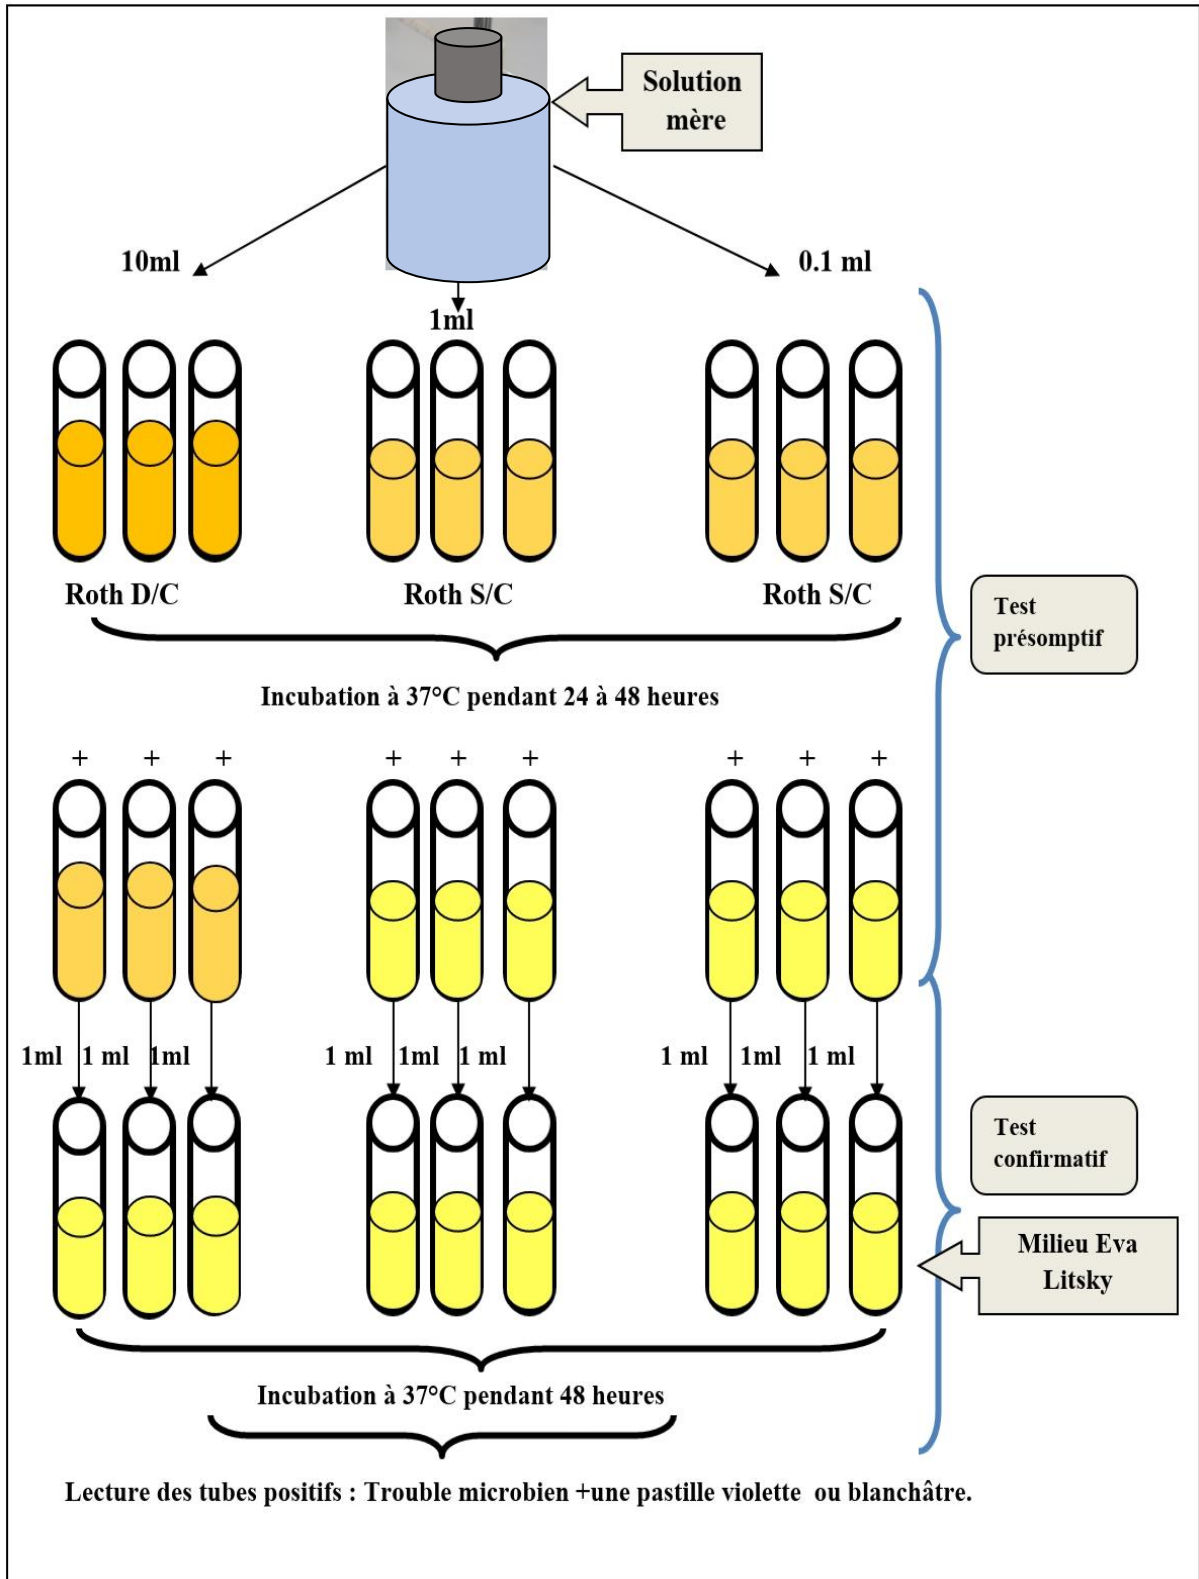 Solution
mère
10ml
0.1 ml
1ml
Roth D/C
Roth S/C
Roth S/C
Test
présomptif
Incubation à 37°C pendant 24 à 48 heures
+ + + + + + + + +
1ml 1 ml 1ml 1 ml 1ml 1 ml 1 ml 1ml 1 ml
Test
confirmatif
Milieu Eva
Litsky
Incubation à 37°C pendant 48 heures
Lecture des tubes positifs : Trouble microbien +une pastille violette ou blanchâtre.